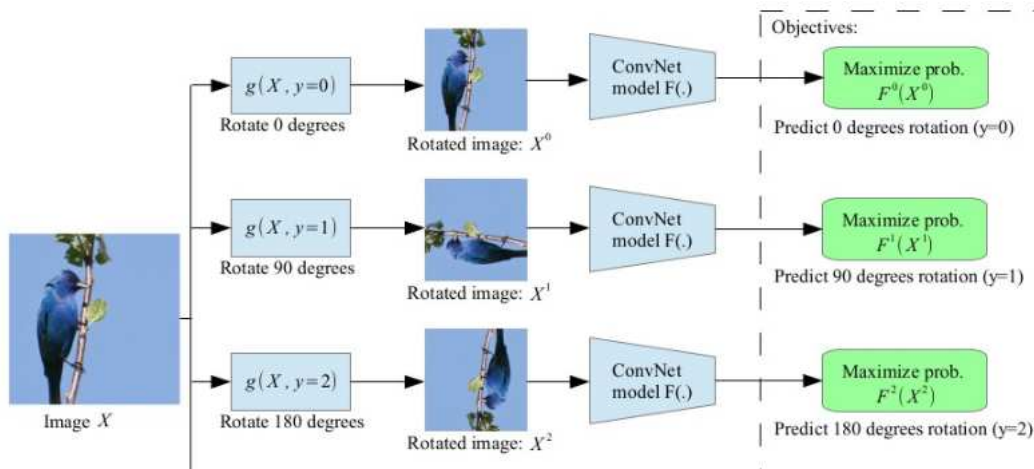 Objectives:
g(X, y=0)
Rotate 0 degrees
Rotated image: X⁰
ConvNet
model F(.)
Maximize prob.
F⁰(X⁰)
Predict 0 degrees rotation (y=0)
g(X, y=1)
Rotate 90 degrees
Rotated image: X¹
ConvNet
model F(.)
Maximize prob.
F¹(X¹)
Predict 90 degrees rotation (y=1)
Image X
g(X, y=2)
Rotate 180 degrees
Rotated image: X²
ConvNet
model F(.)
Maximize prob.
F²(X²)
Predict 180 degrees rotation (y=2)